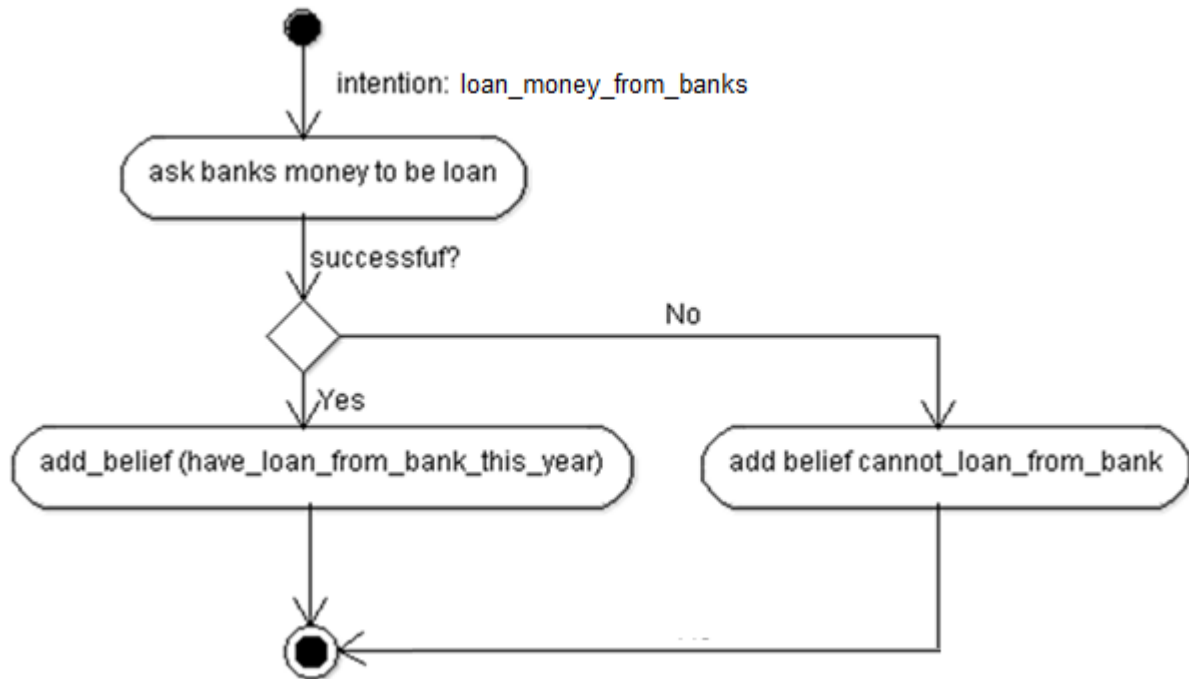 intention: loan_money_from_banks
ask banks money to be loan
successfuf?
No
Yes
add_belief (have_loan_from_bank_this_year)
add belief cannot_loan_from_bank